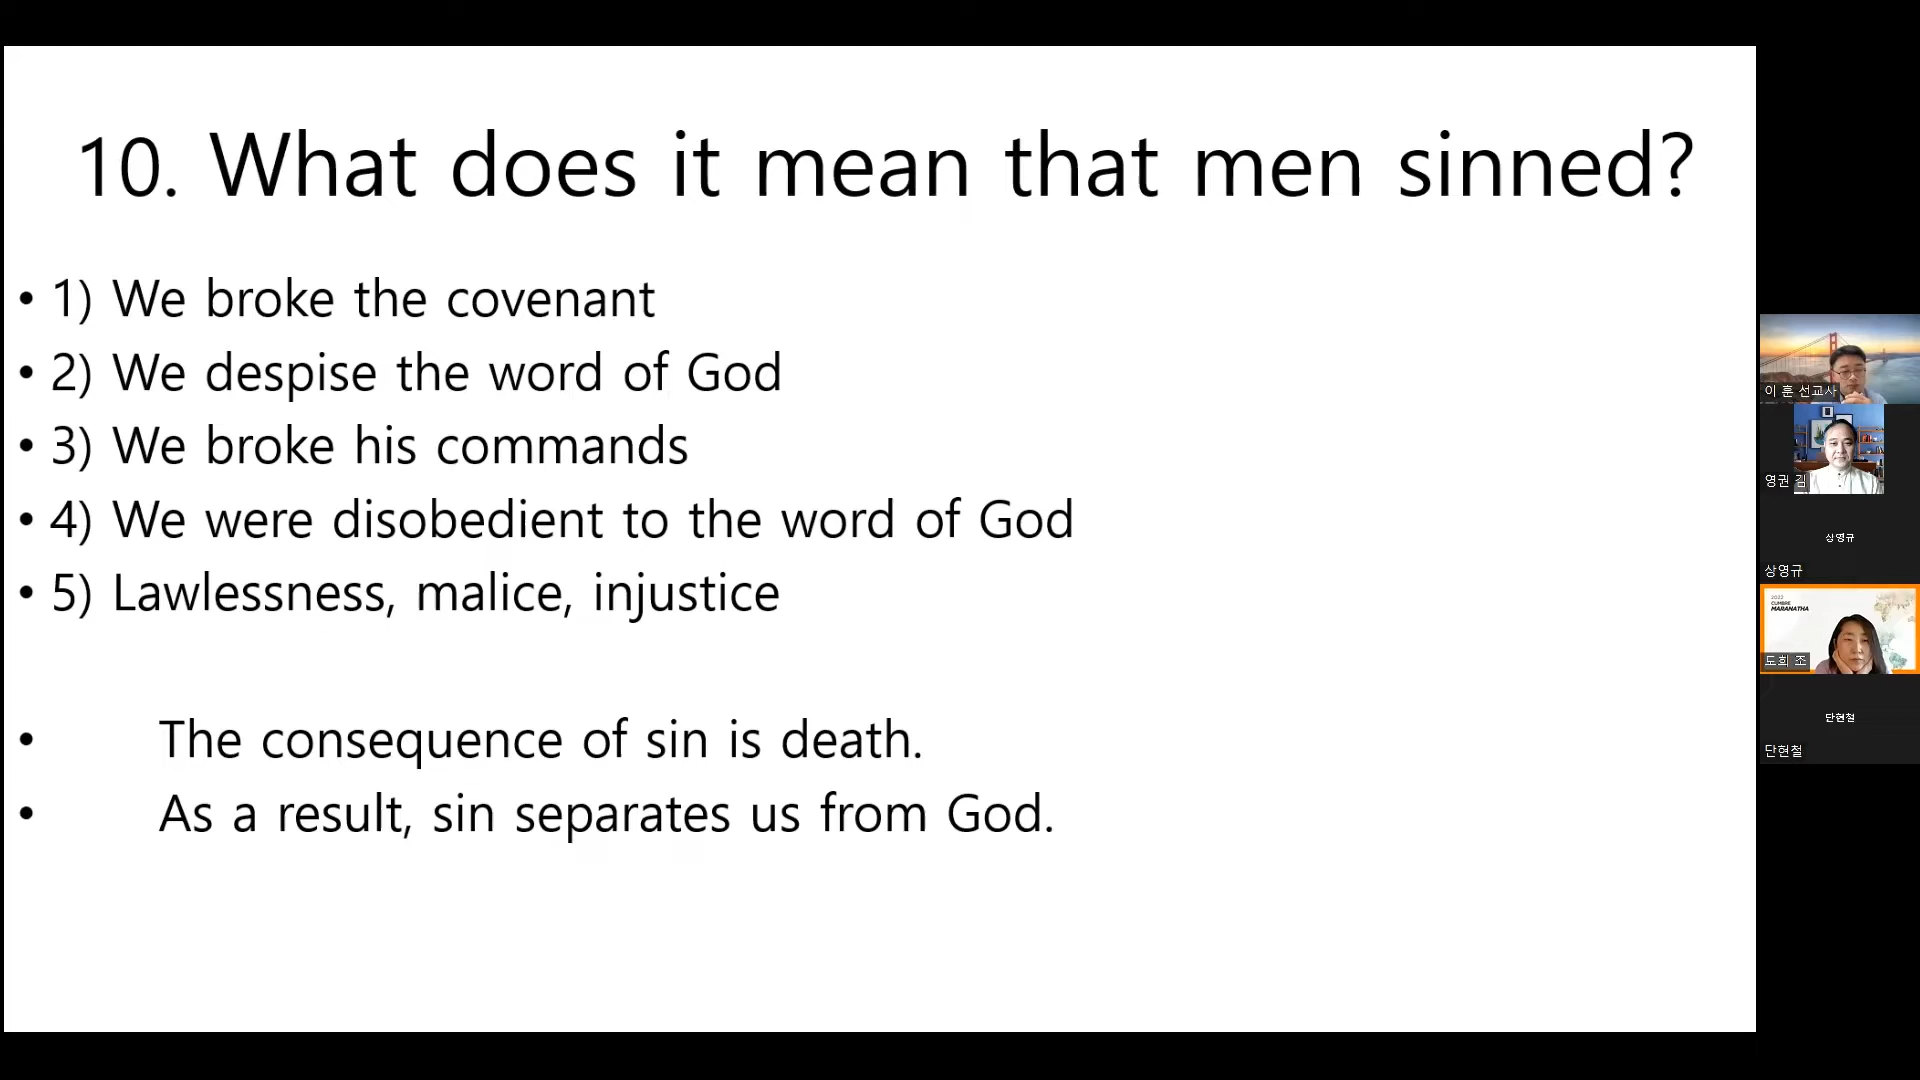 10. What does it mean that men sinned?
• 1) We broke the covenant
• 2) We despise the word of God
• 3) We broke his commands
• 4) We were disobedient to the word of God
• 5) Lawlessness, malice, injustice
• The consequence of sin is death.
• As a result, sin separates us from God.
이 훈 선교사
영권 김
상영규
상영규
2022
CUMBRE
MARANATHA
도희 조
단현철
단현철